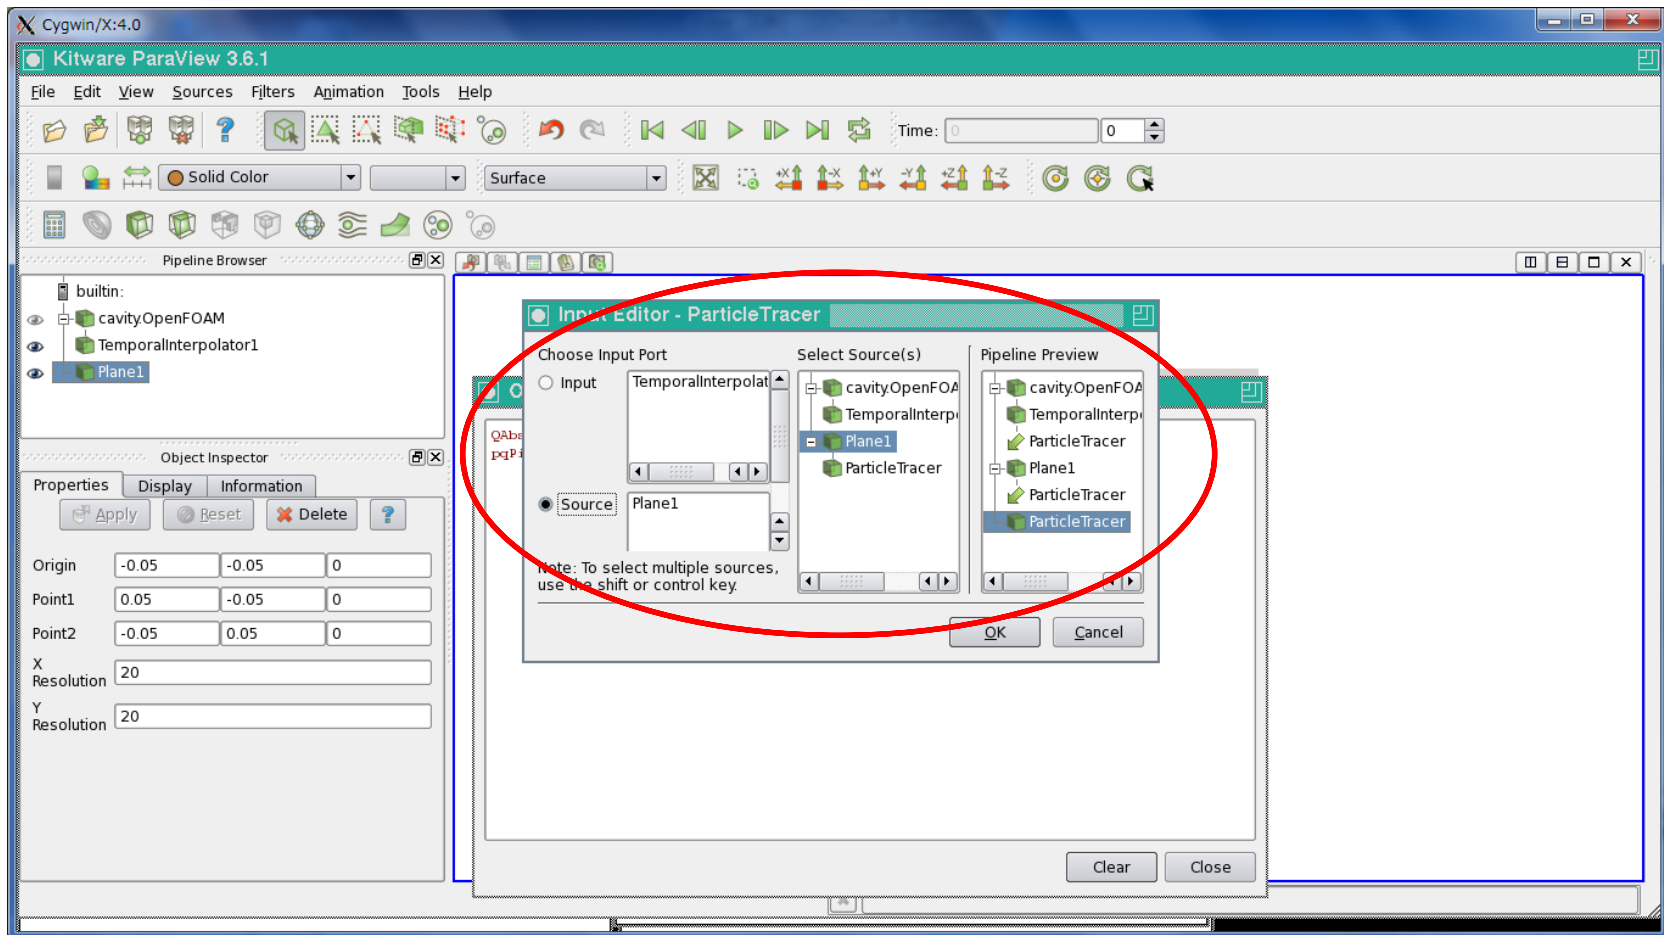 Cygwin/X:4.0
Kitware ParaView 3.6.1
File Edit View Sources Filters Animation Tools Help
Time: 0 0
Solid Color Surface
+X -X +Y -Y +Z -Z
Pipeline Browser
builtin:
cavity.OpenFOAM
TemporalInterpolator1
Plane1
Object Inspector
Properties Display Information
Apply Reset Delete ?
Origin -0.05 -0.05 0
Point1 0.05 -0.05 0
Point2 -0.05 0.05 0
X
Resolution 20
Y
Resolution 20
Input Editor - ParticleTracer
Choose Input Port Select Source(s) Pipeline Preview
Input TemporalInterpolat
Source Plane1
Note: To select multiple sources,
use the shift or control key.
cavity.OpenFOA
TemporalInterp
Plane1
ParticleTracer
cavity.OpenFOA
TemporalInterp
ParticleTracer
Plane1
ParticleTracer
ParticleTracer
OK Cancel
QAbs
pqPi
Clear Close